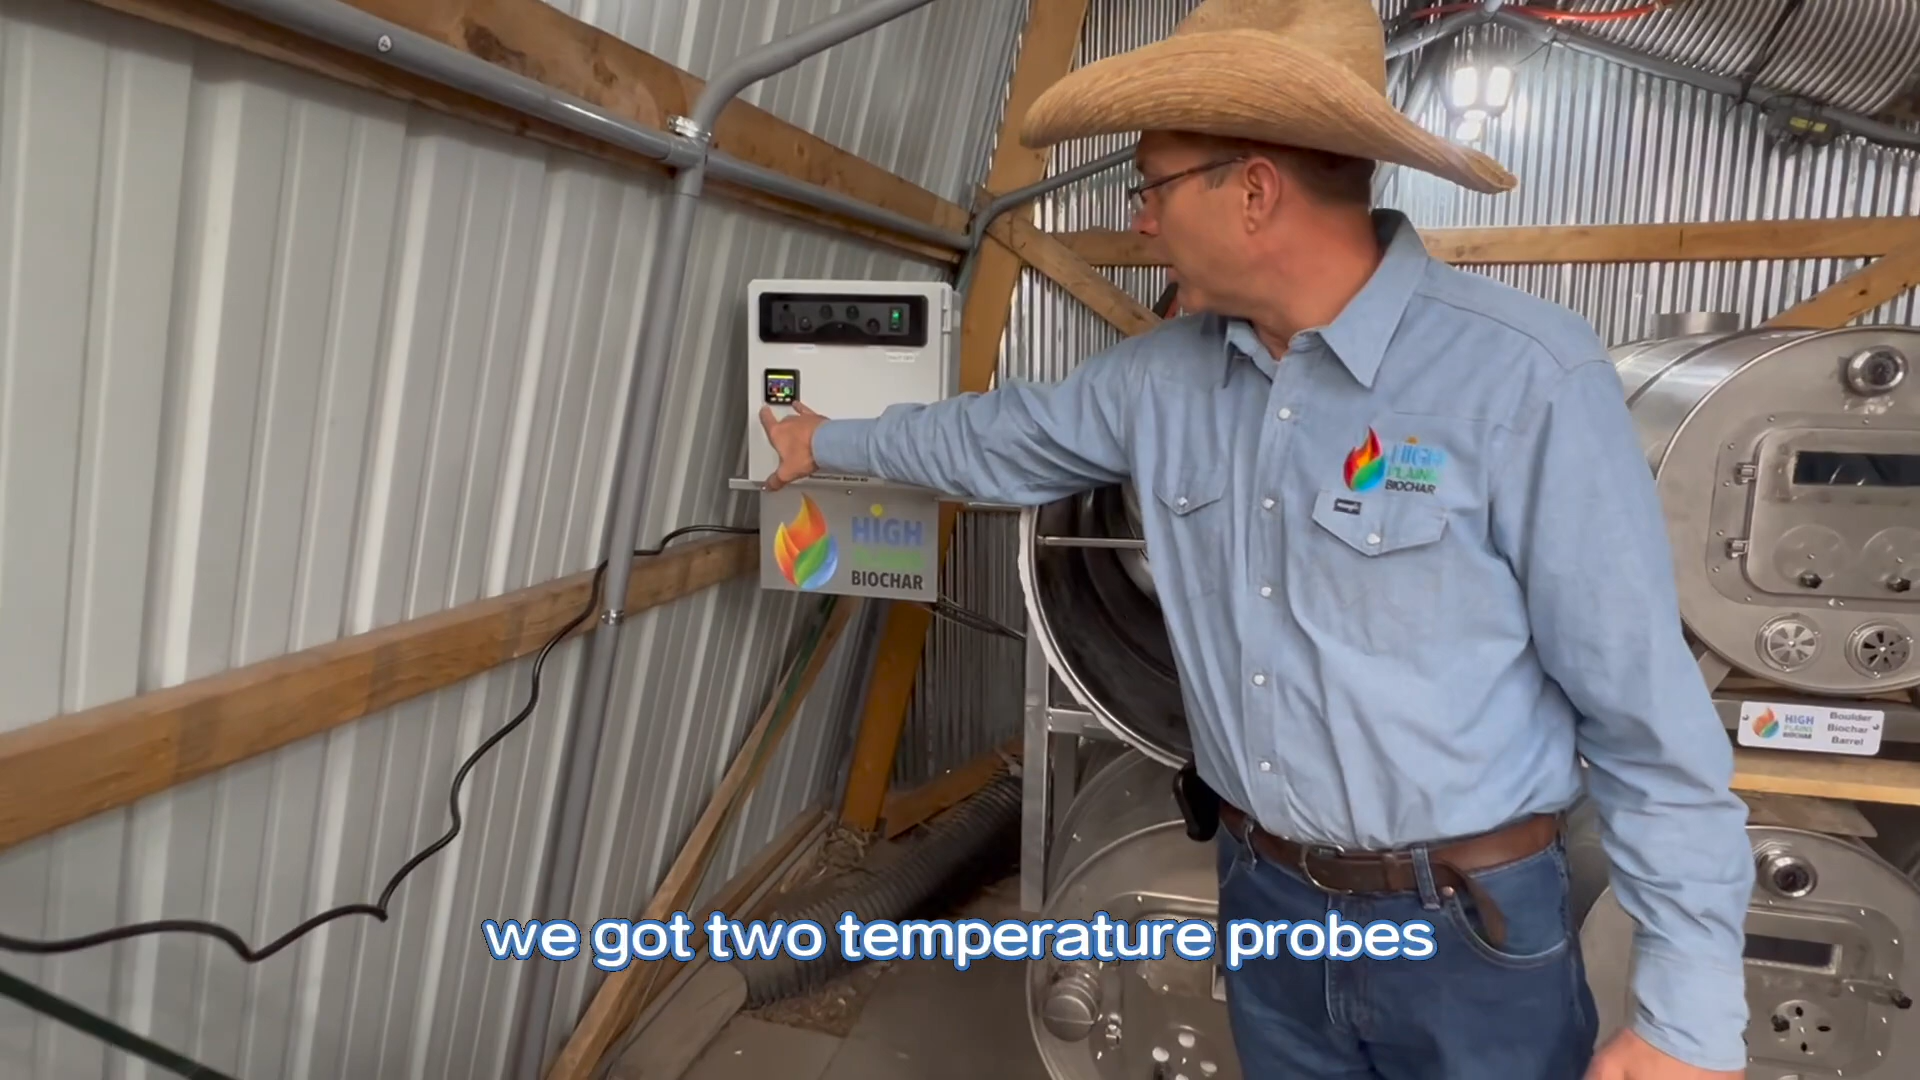 HIGH
PLAINS
BIOCHAR
HIGH
PLAINS
BIOCHAR
HIGH
PLAINS
BIOCHAR
Boulder
Biochar
Barrel
we got two temperature probes